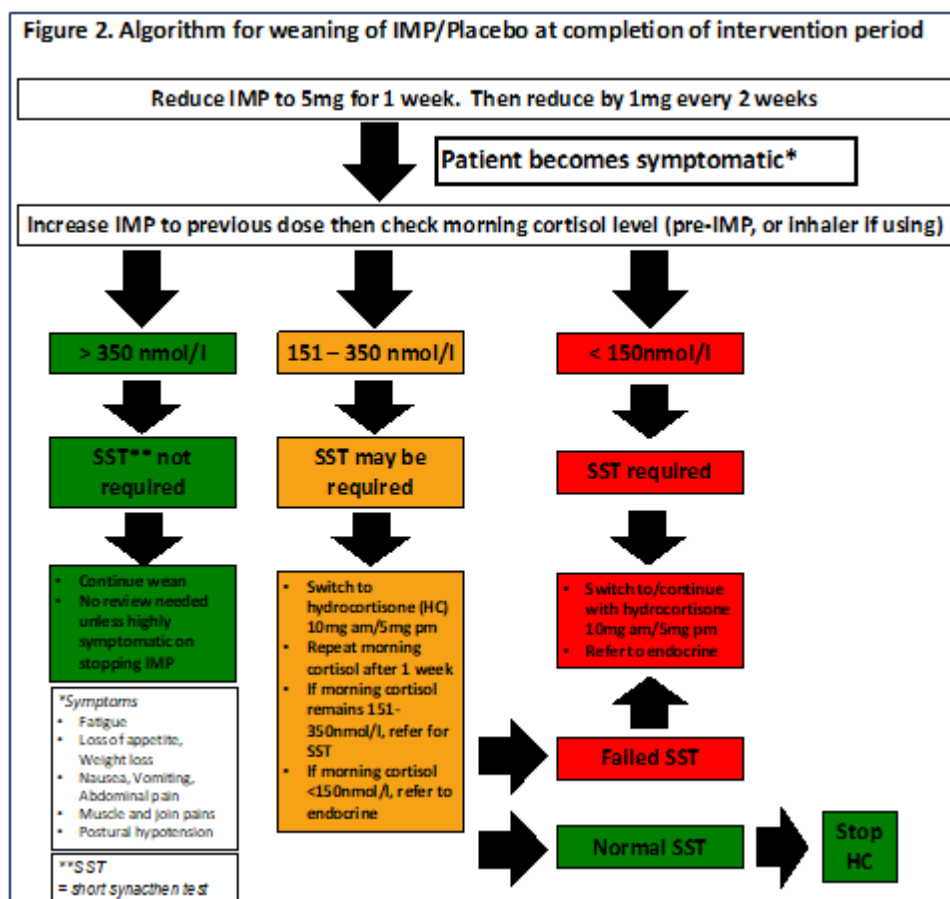 Figure 2. Algorithm for weaning of IMP/Placebo at completion of intervention period
Reduce IMP to 5mg for 1 week. Then reduce by 1mg every 2 weeks
Patient becomes symptomatic*
Increase IMP to previous dose then check morning cortisol level (pre-IMP, or inhaler if using)
> 350 nmol/l
151 – 350 nmol/l
< 150nmol/l
SST** not
required
SST may be
required
SST required
• Continue wean
• No review needed
unless highly
symptomatic on
stopping IMP
• Switch to
hydrocortisone (HC)
10mg am/5mg pm
• Repeat morning
cortisol after 1 week
• If morning cortisol
remains 151-
350nmol/l, refer for
SST
• If morning cortisol
<150nmol/l, refer to
endocrine
• Switch to/continue
with hydrocortisone
10mg am/5mg pm
• Refer to endocrine
*Symptoms
• Fatigue
• Loss of appetite,
Weight loss
• Nausea, Vomiting,
Abdominal pain
• Muscle and join pains
• Postural hypotension
**SST
= short synacthen test
Failed SST
Normal SST
Stop
HC